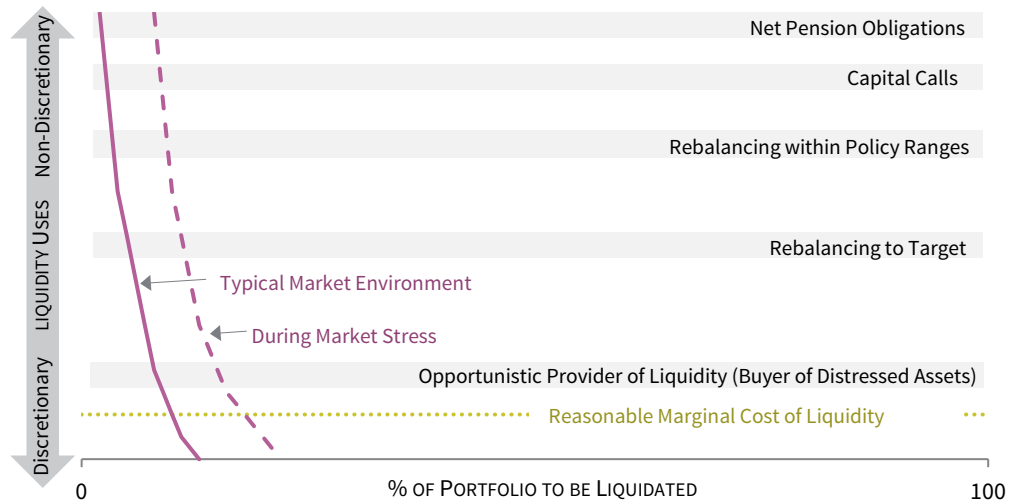 Net Pension Obligations
Capital Calls
Rebalancing within Policy Ranges
Rebalancing to Target
Typical Market Environment
During Market Stress
Opportunistic Provider of Liquidity (Buyer of Distressed Assets)
Reasonable Marginal Cost of Liquidity
Non-Discretionary
LIQUIDITY USES
Discretionary
0
% OF PORTFOLIO TO BE LIQUIDATED
100